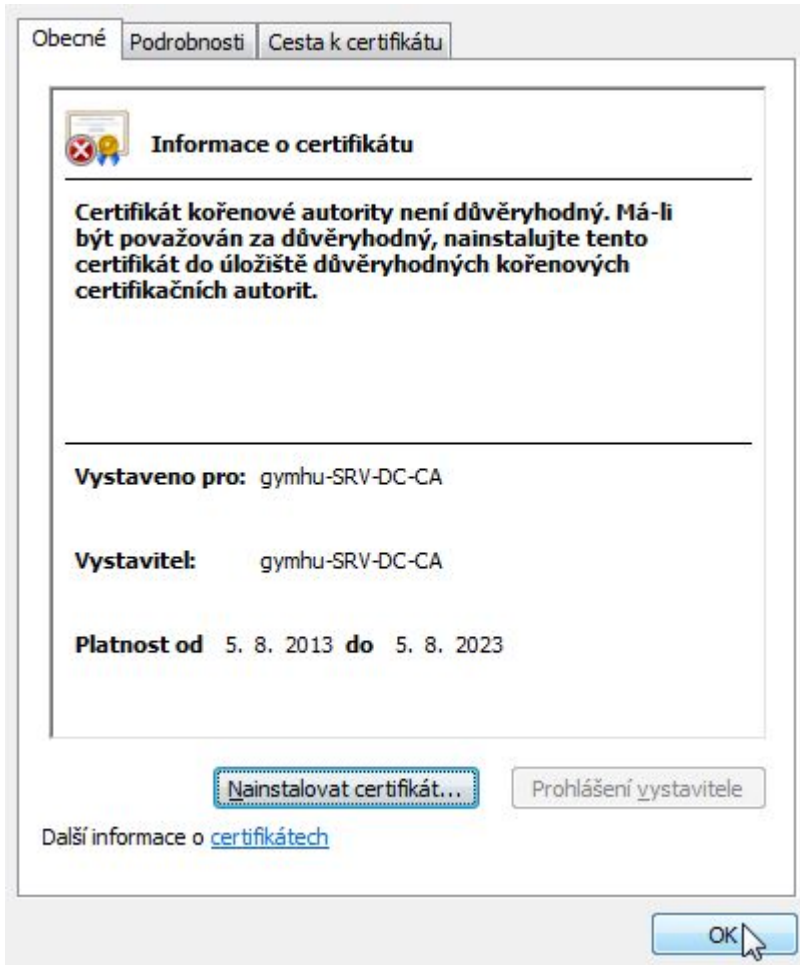 Obecné Podrobnosti Cesta k certifikátu
Informace o certifikátu
Certifikát kořenové autority není důvěryhodný. Má-li
být považován za důvěryhodný, nainstalujte tento
certifikát do úložiště důvěryhodných kořenových
certifikačních autorit.
Vystaveno pro: gymhu-SRV-DC-CA
Vystavitel: gymhu-SRV-DC-CA
Platnost od 5. 8. 2013 do 5. 8. 2023
Nainstalovat certifikát... Prohlášení vystavitele
Další informace o certifikátech
OK